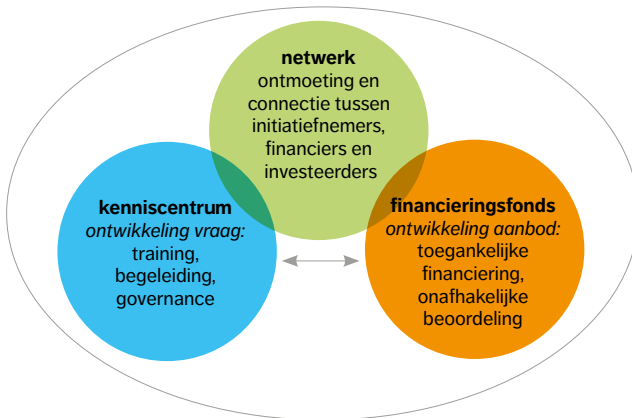 netwerk
ontmoeting en
connectie tussen
initiatiefnemers,
financiers en
investeerders
kenniscentrum
ontwikkeling vraag:
training,
begeleiding,
governance
financieringsfonds
ontwikkeling aanbod:
toegankelijke
financiering,
onafhakelijke
beoordeling